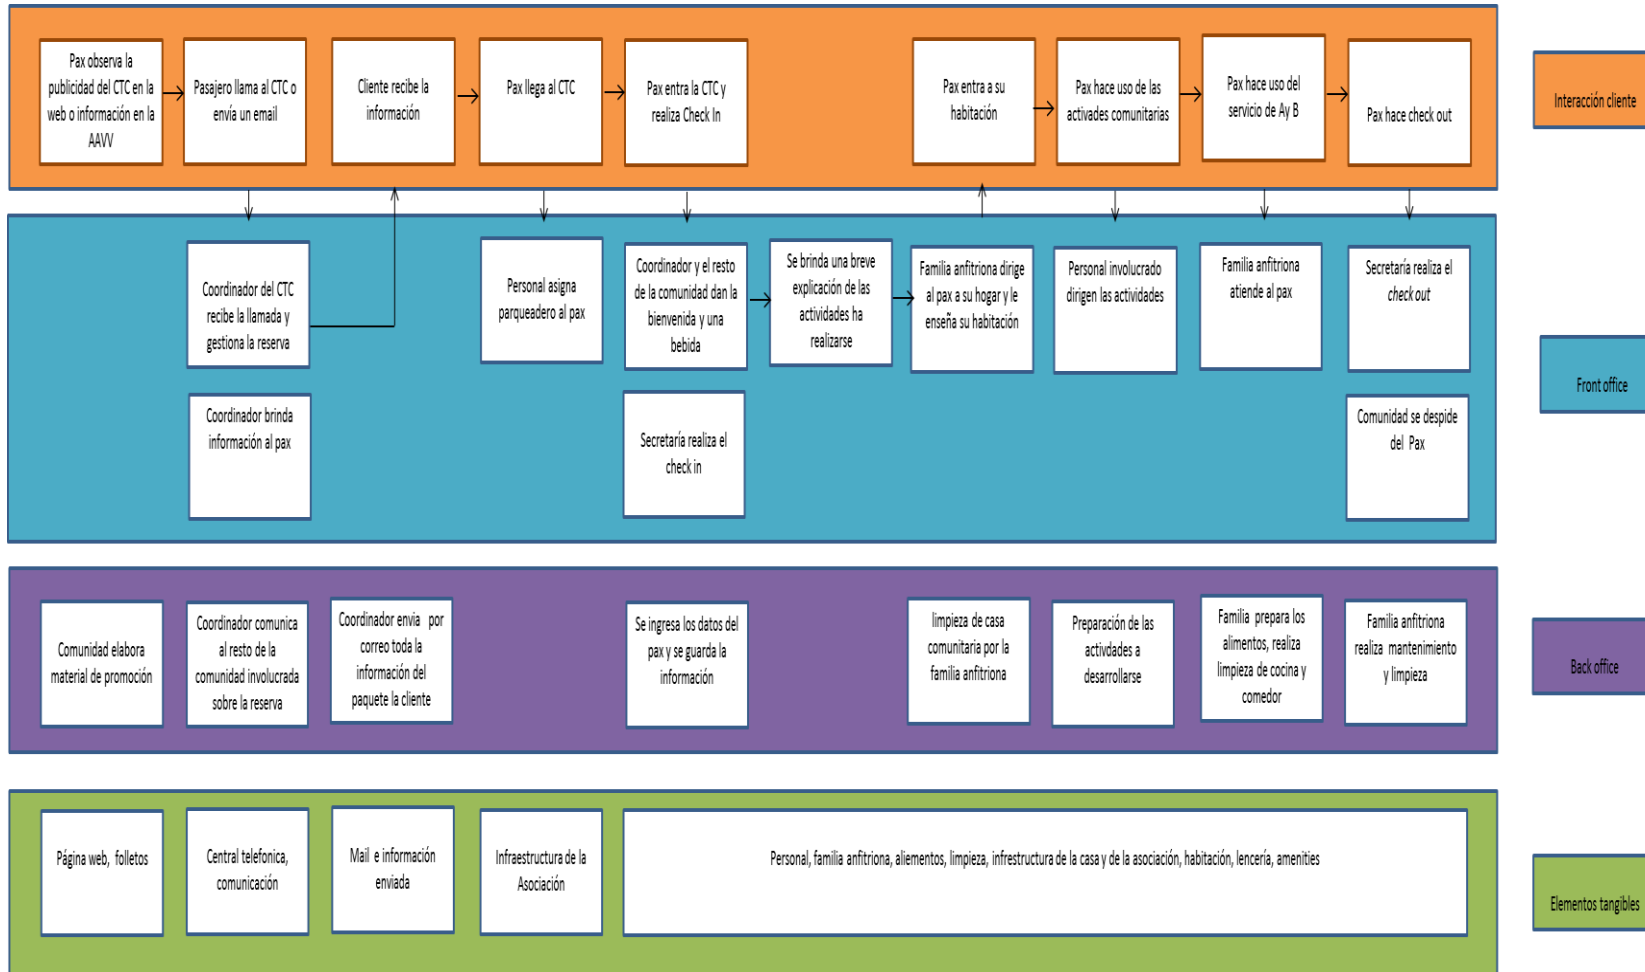 Pax observa la
publicidad del CTC en la
web o información en la
AAVV
Pasajero llama al CTC o
envía un email
Cliente recibe la
información
Pax llega al CTC
Pax entra la CTC y
realiza Check In
Pax entra a su
habitación
Pax hace uso de las
activades comunitarias
Pax hace uso del
servicio de Ay B
Pax hace check out
Interacción cliente
Coordinador del CTC
recibe la llamada y
gestiona la reserva
Personal asigna
parqueadero al pax
Coordinador y el resto
de la comunidad dan la
bienvenida y una
bebida
Se brinda una breve
explicación de las
actividades ha
realizarse
Familia anfitriona dirige
al pax a su hogar y le
enseña su habitación
Personal involucrado
dirigen las actividades
Familia anfitriona
atiende al pax
Secretaría realiza el
check out
Front office
Coordinador brinda
información al pax
Secretaría realiza el
check in
Comunidad se despide
del Pax
Comunidad elabora
material de promoción
Coordinador comunica
al resto de la
comunidad involucrada
sobre la reserva
Coordinador envia por
correo toda la
información del
paquete la cliente
Se ingresa los datos del
pax y se guarda la
información
limpieza de casa
comunitaria por la
familia anfitriona
Preparación de las
actividades a
desarrollarse
Familia prepara los
alimentos, realiza
limpieza de cocina y
comedor
Familia anfitriona
realiza mantenimiento
y limpieza
Back office
Página web, folletos
Central telefonica,
comunicación
Mail e información
enviada
Infraestructura de la
Asociación
Personal, familia anfitriona, aliementos, limpieza, infrestructura de la casa y de la asociación, habitación, lencería, amenities
Elementos tangibles